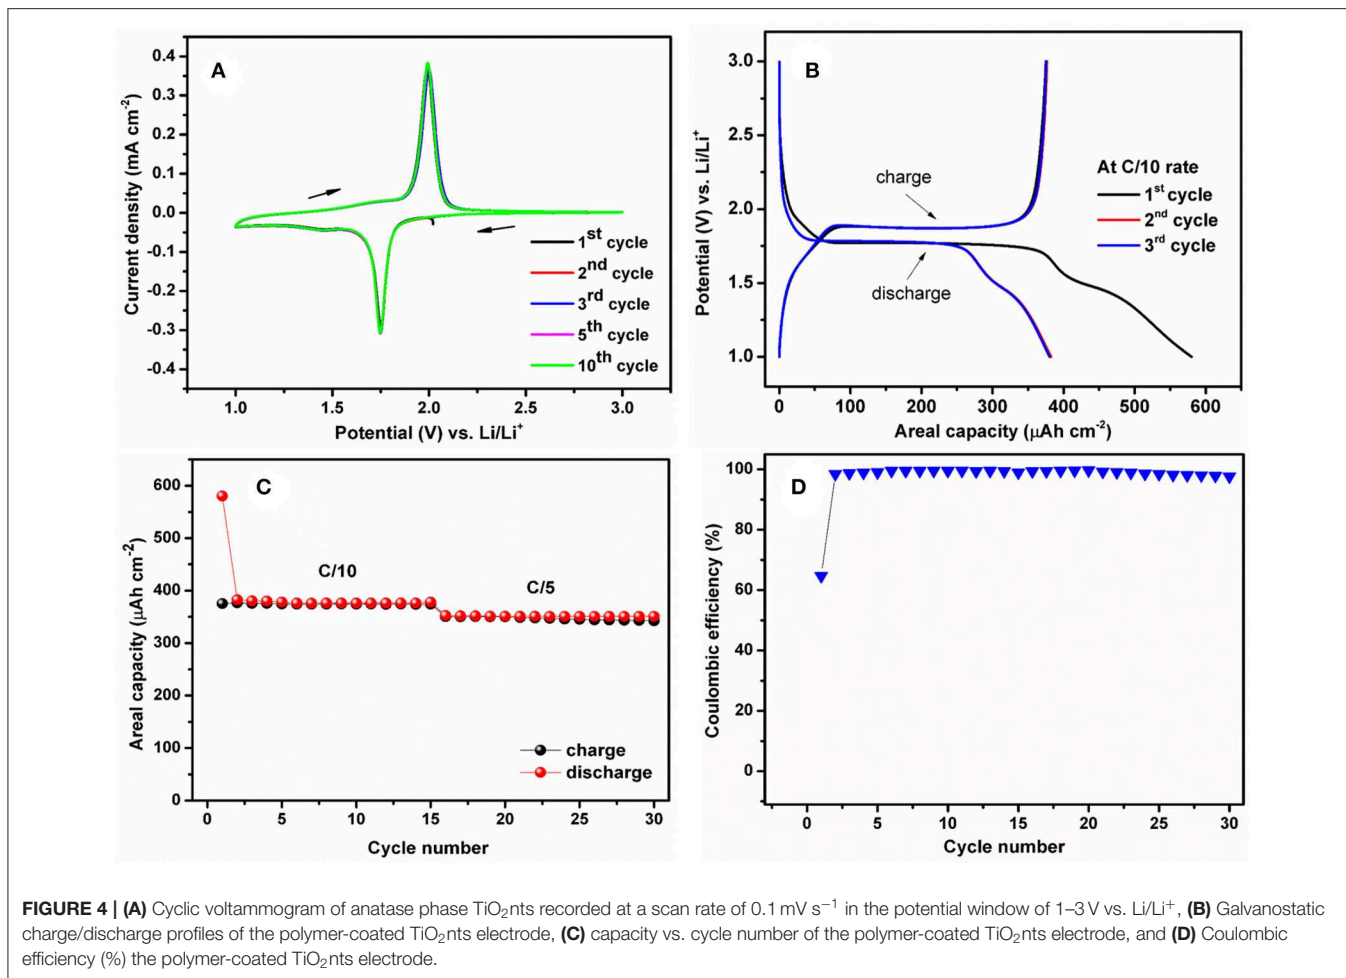 A
Current density (mA cm⁻²)
0.4
0.3
0.2
0.1
0.0
-0.1
-0.2
-0.3
-0.4
1ˢᵗ cycle
2ⁿᵈ cycle
3ʳᵈ cycle
5ᵗʰ cycle
10ᵗʰ cycle
1.0 1.5 2.0 2.5 3.0
Potential (V) vs. Li/Li⁺
B
Potential (V) vs. Li/Li⁺
3.0
2.5
2.0
1.5
1.0
charge
discharge
At C/10 rate
1ˢᵗ cycle
2ⁿᵈ cycle
3ʳᵈ cycle
0 100 200 300 400 500 600
Areal capacity (μAh cm⁻²)
C
Areal capacity (μAh cm⁻²)
600
500
400
300
200
100
0
C/10
C/5
charge
discharge
0 5 10 15 20 25 30
Cycle number
D
Coulombic efficiency (%)
100
80
60
40
20
0
0 5 10 15 20 25 30
Cycle number
FIGURE 4 | (A) Cyclic voltammogram of anatase phase TiO₂nts recorded at a scan rate of 0.1 mV s⁻¹ in the potential window of 1–3 V vs. Li/Li⁺, (B) Galvanostatic
charge/discharge profiles of the polymer-coated TiO₂nts electrode, (C) capacity vs. cycle number of the polymer-coated TiO₂nts electrode, and (D) Coulombic
efficiency (%) the polymer-coated TiO₂nts electrode.